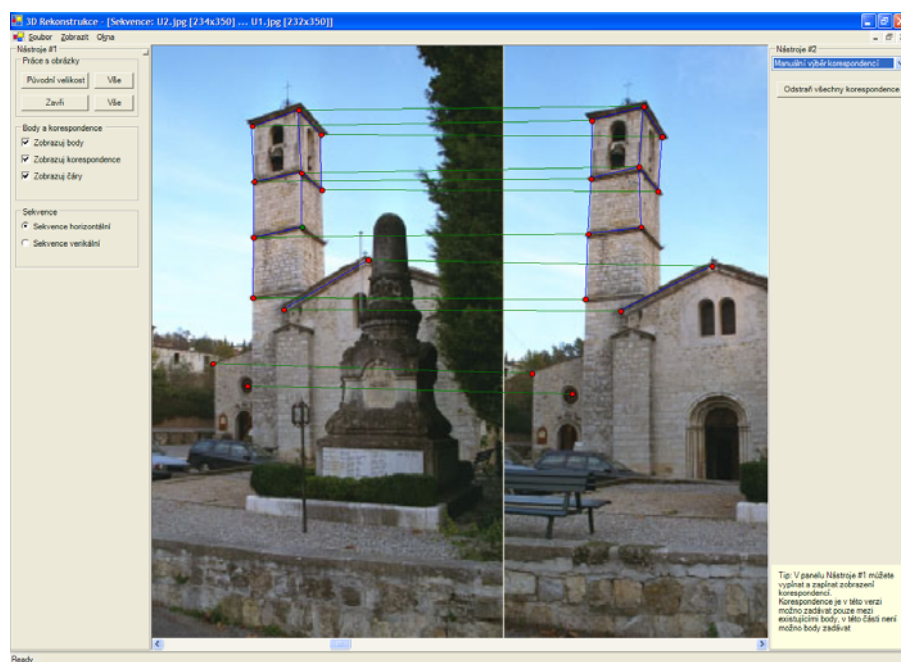 3D Rekonstrukce - [Sekvence: U2.jpg [234x350] ... U1.jpg [232x350]]
Soubor Zobrazit Okna
Nástroje #1
Práce s obrázky
Původní velikost Vše
Zavři Vše
Body a korespondence
Zobrazuj body
Zobrazuj korespondence
Zobrazuj čáry
Sekvence
Sekvence horizontální
Sekvence verikální
Nástroje #2
Manuální výběr korespondencí
Odstraň všechny korespondence
Tip: V panelu Nástroje #1 můžete
vypínat a zapínat zobrazení
korespondencí.
Korespondence je v této verzi
možno zadávat pouze mezi
existujícími body, v této části není
možno body zadávat
Ready